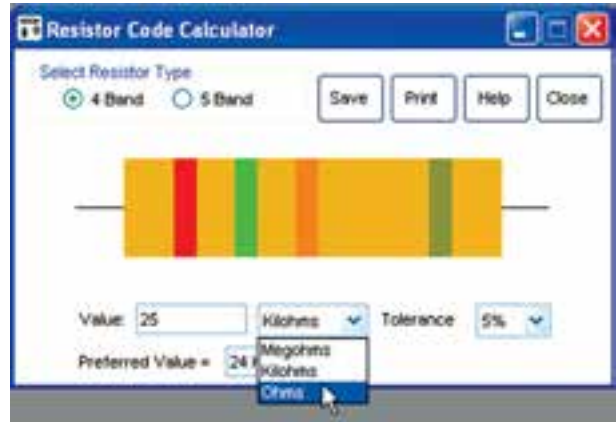 Resistor Code Calculator
Select Resistor Type
4 Band 5 Band Save Print Help Close
Value: 25 Kilohms Tolerance 5%
Preferred Value = 24
Megohms
Kilohms
Ohms